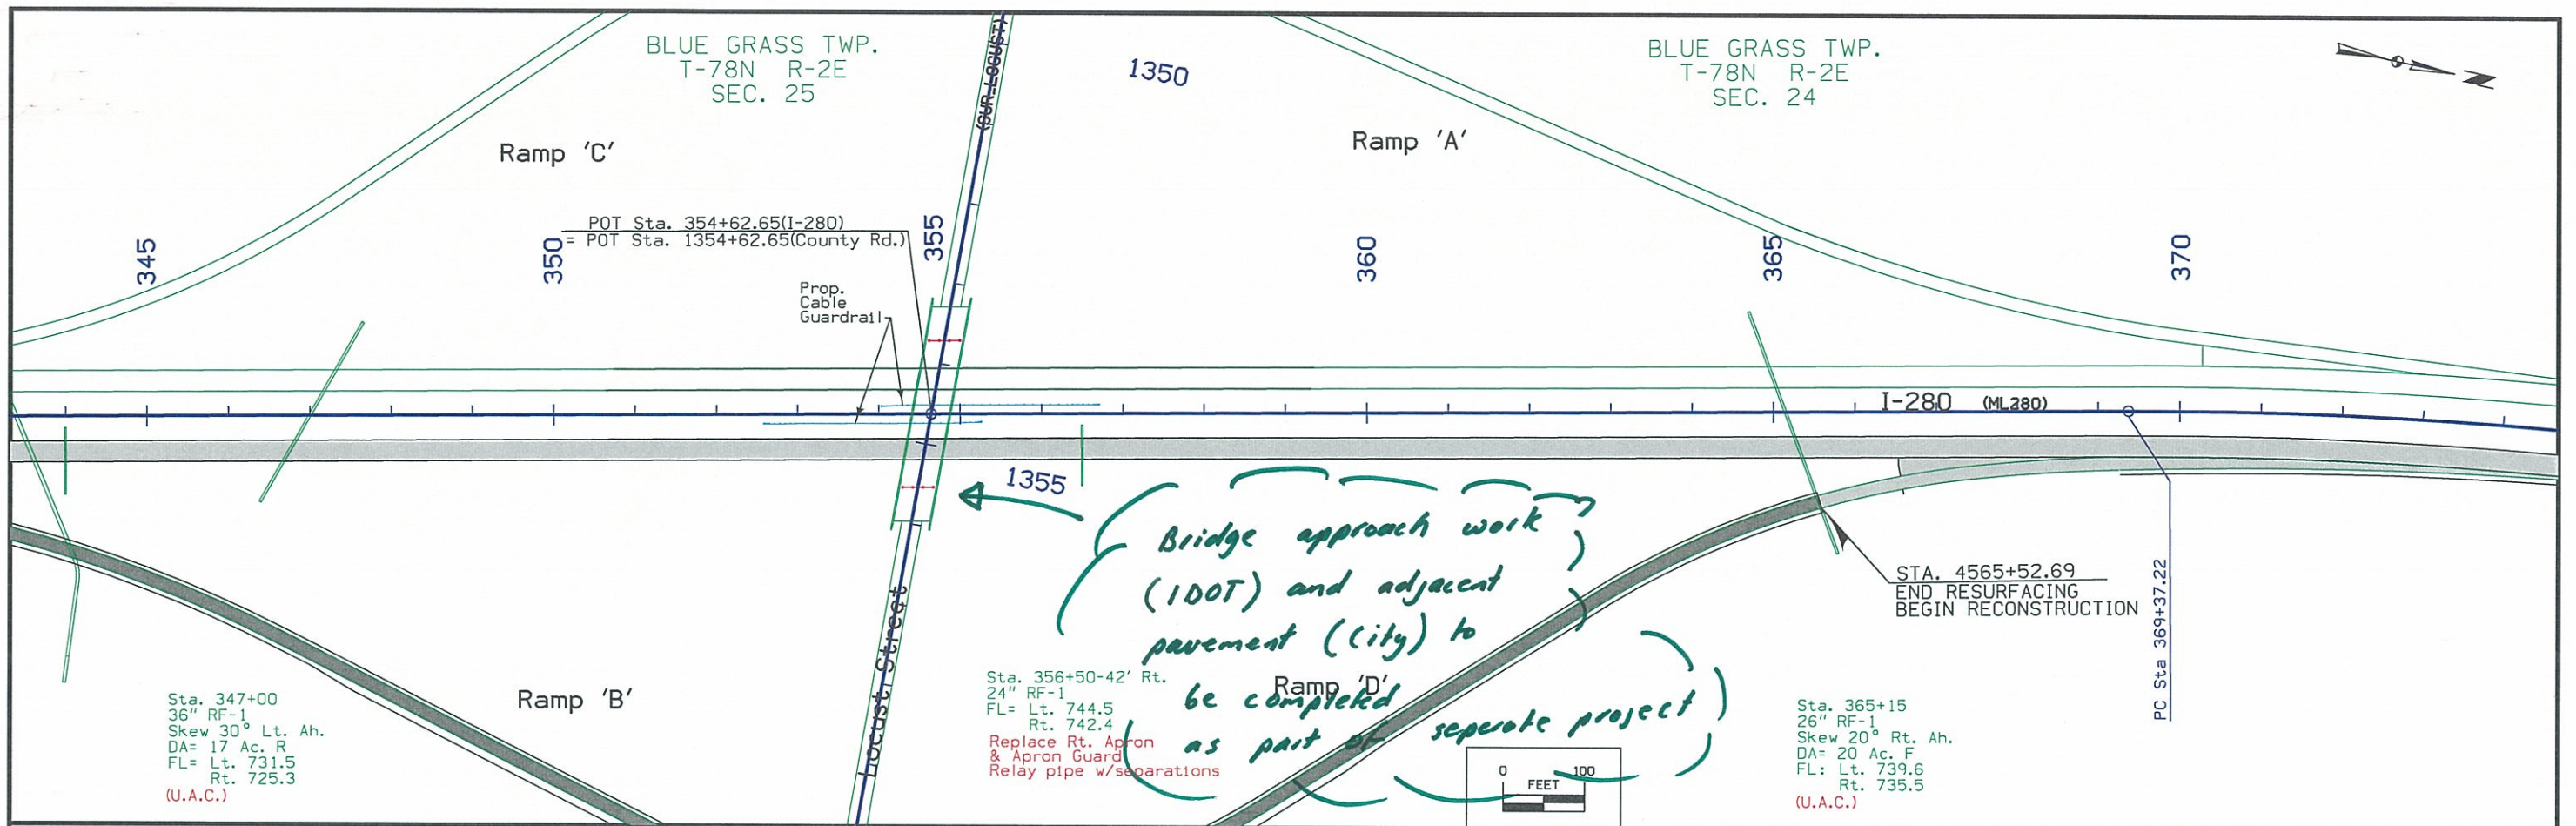 BLUE GRASS TWP.
T-78N R-2E
SEC. 25
(SUR_LOCUST)
1350
BLUE GRASS TWP.
T-78N R-2E
SEC. 24
N
Ramp 'C'
Ramp 'A'
POT Sta. 354+62.65(I-280)
= POT Sta. 1354+62.65(County Rd.)
345
350
355
360
365
370
Prop.
Cable
Guardrail
I-280 (ML280)
1355
Bridge approach work
(IDOT) and adjacent
pavement (City) to
be completed
as part of seperate project
STA. 4565+52.69
END RESURFACING
BEGIN RECONSTRUCTION
PC Sta 369+37.22
Locust Street
Ramp 'B'
Ramp 'D'
Sta. 347+00
36" RF-1
Skew 30° Lt. Ah.
DA= 17 Ac. R
FL= Lt. 731.5
Rt. 725.3
(U.A.C.)
Sta. 356+50-42' Rt.
24" RF-1
FL= Lt. 744.5
Rt. 742.4
Replace Rt. Apron
& Apron Guard
Relay pipe w/separations
0 100
FEET
Sta. 365+15
26" RF-1
Skew 20° Rt. Ah.
DA= 20 Ac. F
FL: Lt. 739.6
Rt. 735.5
(U.A.C.)